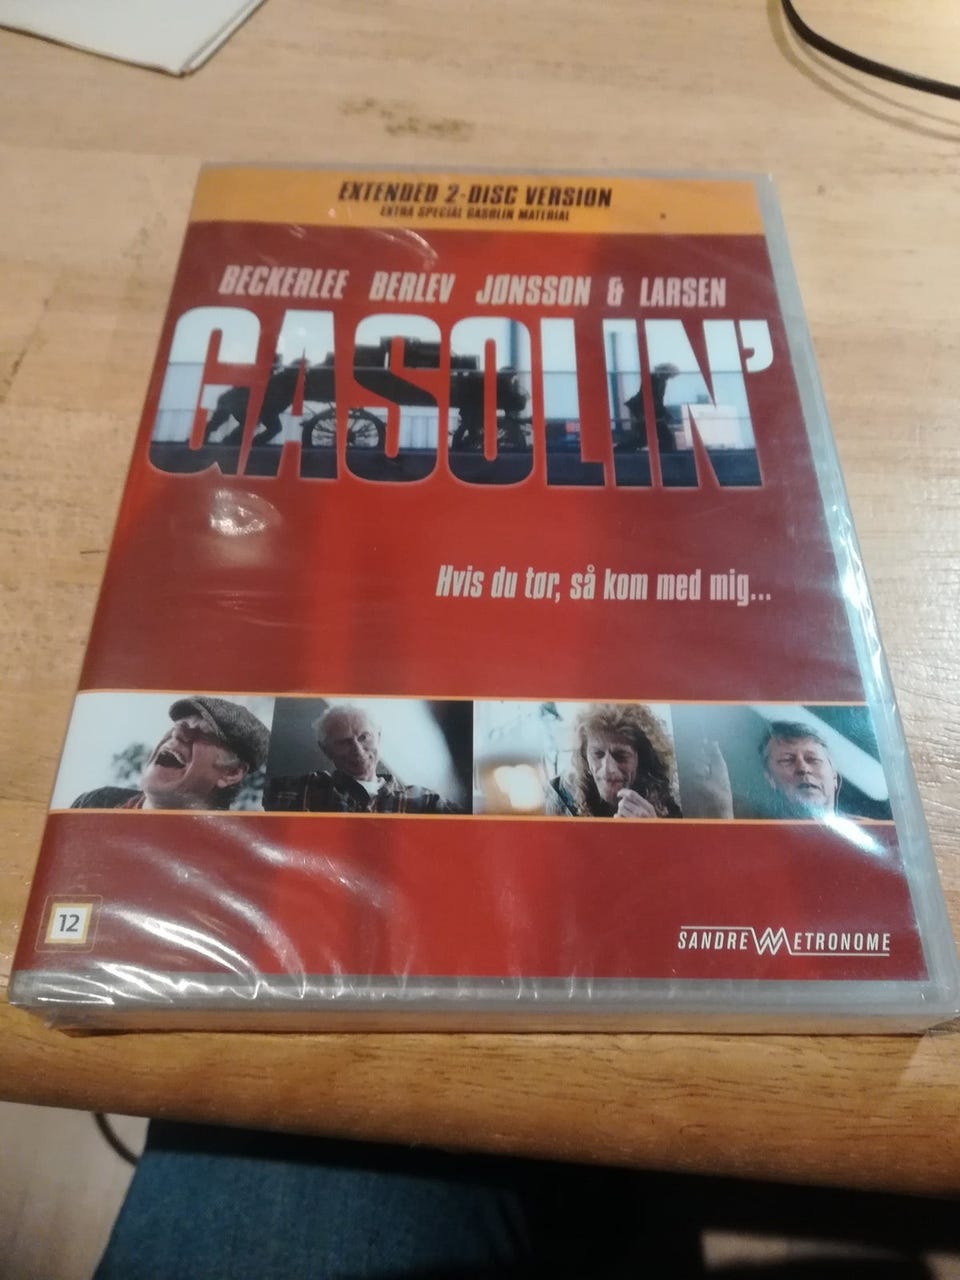 EXTENDED 2-DISC VERSION
EXTRA SPECIAL GASOLIN MATERIAL
BECKERLEE BERLEV JØNSSON & LARSEN
GASOLIN'
Hvis du tør, så kom med mig...
12
SANDREW METRONOME